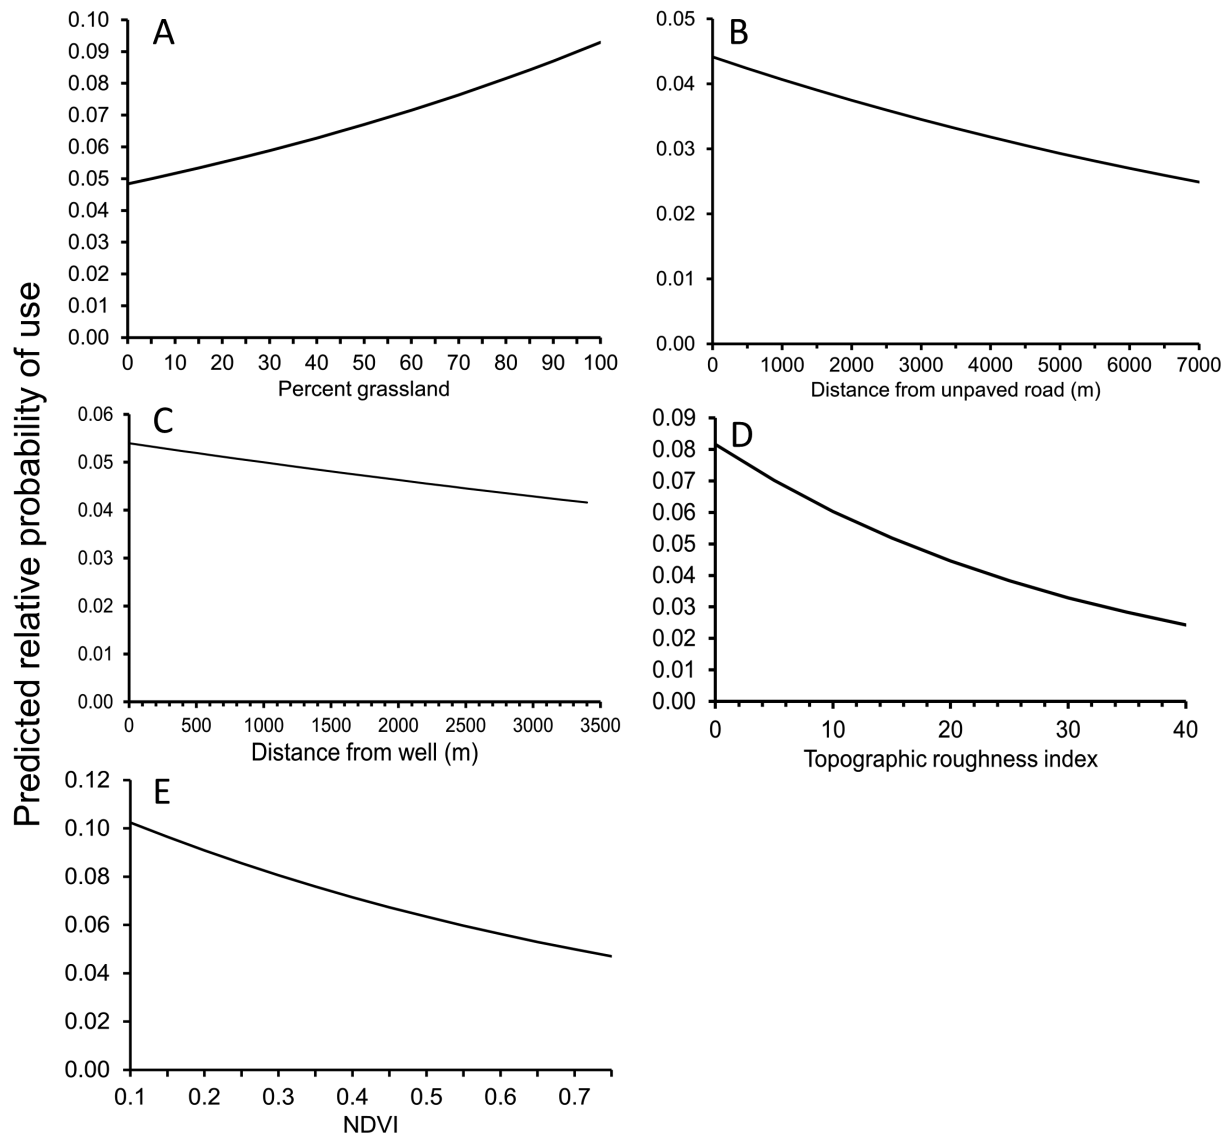 Predicted relative probability of use
A
0.10
0.09
0.08
0.07
0.06
0.05
0.04
0.03
0.02
0.01
0.00
0 10 20 30 40 50 60 70 80 90 100
Percent grassland
B
0.05
0.04
0.03
0.02
0.01
0.00
0 1000 2000 3000 4000 5000 6000 7000
Distance from unpaved road (m)
C
0.06
0.05
0.04
0.03
0.02
0.01
0.00
0 500 1000 1500 2000 2500 3000 3500
Distance from well (m)
D
0.09
0.08
0.07
0.06
0.05
0.04
0.03
0.02
0.01
0.00
0 10 20 30 40
Topographic roughness index
E
0.12
0.10
0.08
0.06
0.04
0.02
0.00
0.1 0.2 0.3 0.4 0.5 0.6 0.7
NDVI